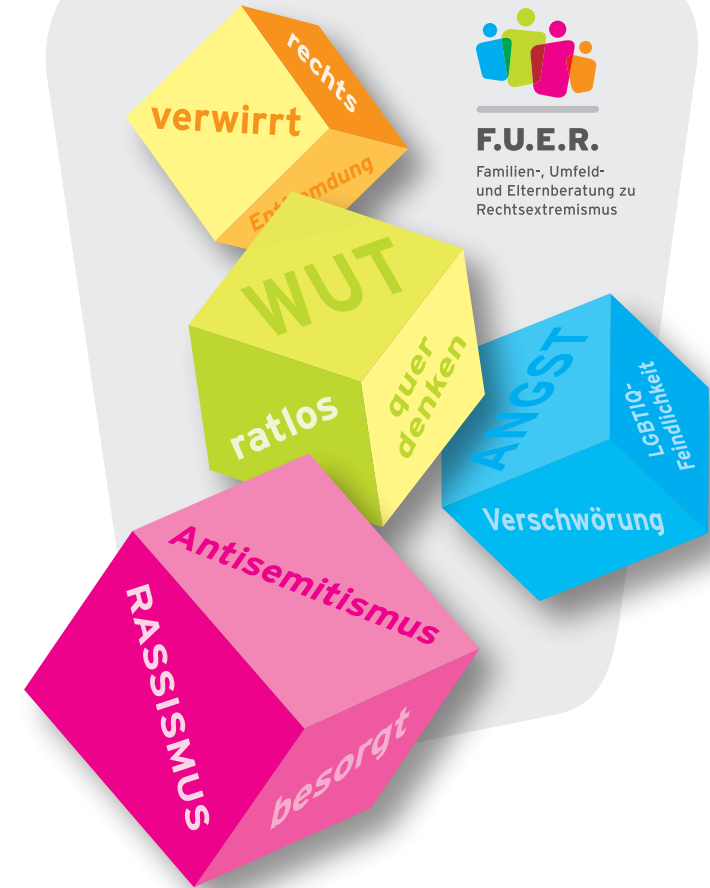 rechts
verwirrt
F.U.E.R.
Familien-, Umfeld-
und Elternberatung zu
Rechtsextremismus
WUT
ratlos
quer
denken
ANGST
LGBTIQ-
Feindlichkeit
Verschwörung
Antisemitismus
RASSISMUS
besorgt